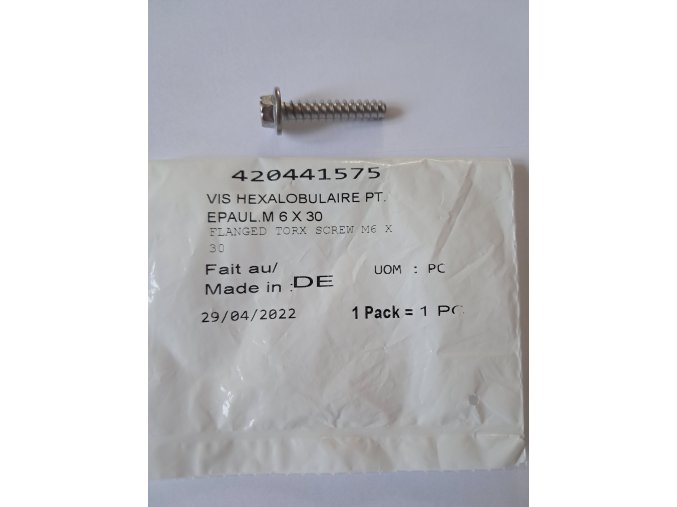 420441575
VIS HEXALOBULAIRE PT.
EPAUL.M 6 X 30
FLANGED TORX SCREW M6 X
30
Fait au/
Made in : DE
UOM : PC
29/04/2022
1 Pack = 1 PC